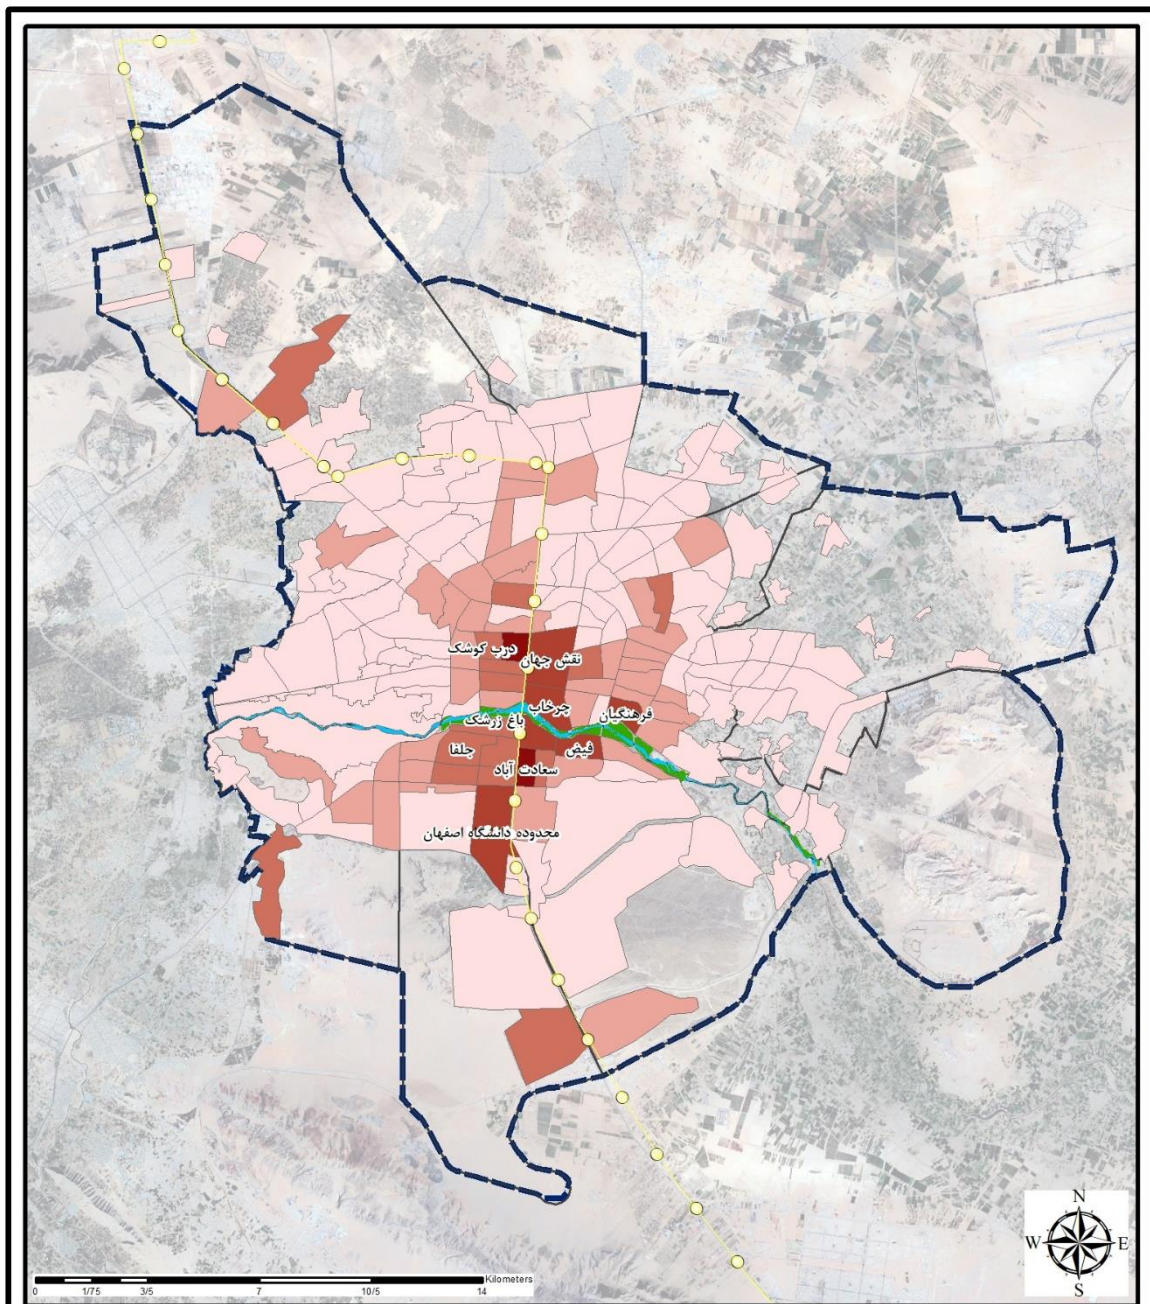 درب کوشک
نقش جهان
چرخاب
باغ زرشک
فرهنگیان
جلفا
فیض
سعادت آباد
محدوده دانشگاه اصفهان
N
W E
S
Kilometers
0 1/75 3/5 7 10/5 14